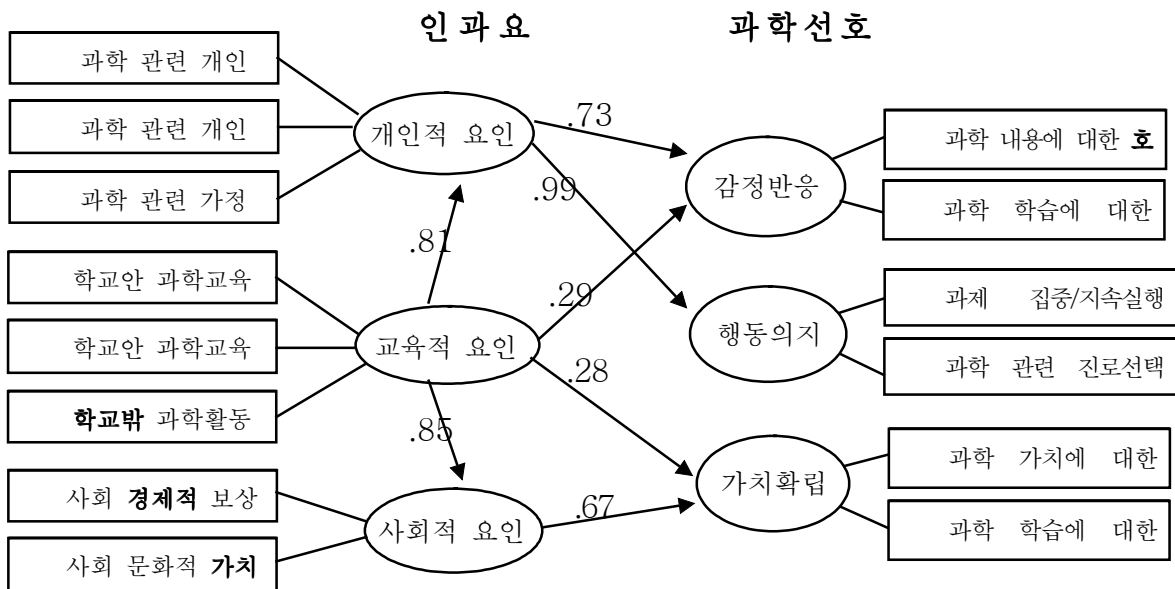 인과요
과학선호
과학 관련 개인
과학 관련 개인
과학 관련 가정
학교안 과학교육
학교안 과학교육
학교밖 과학활동
사회 경제적 보상
사회 문화적 가치
개인적 요인
교육적 요인
사회적 요인
.73
.99
.81
.29
.28
.85
.67
감정반응
행동의지
가치확립
과학 내용에 대한 호
과학 학습에 대한
과제 집중/지속실행
과학 관련 진로선택
과학 가치에 대한
과학 학습에 대한